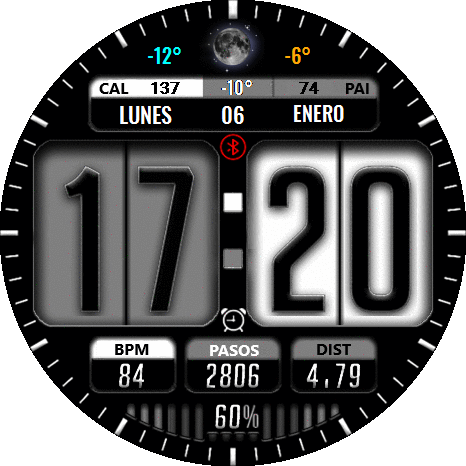 -12° -6°
CAL 137 -10° 74 PAI
LUNES 06 ENERO
17 20
BPM PASOS DIST
84 2806 4.79
60%